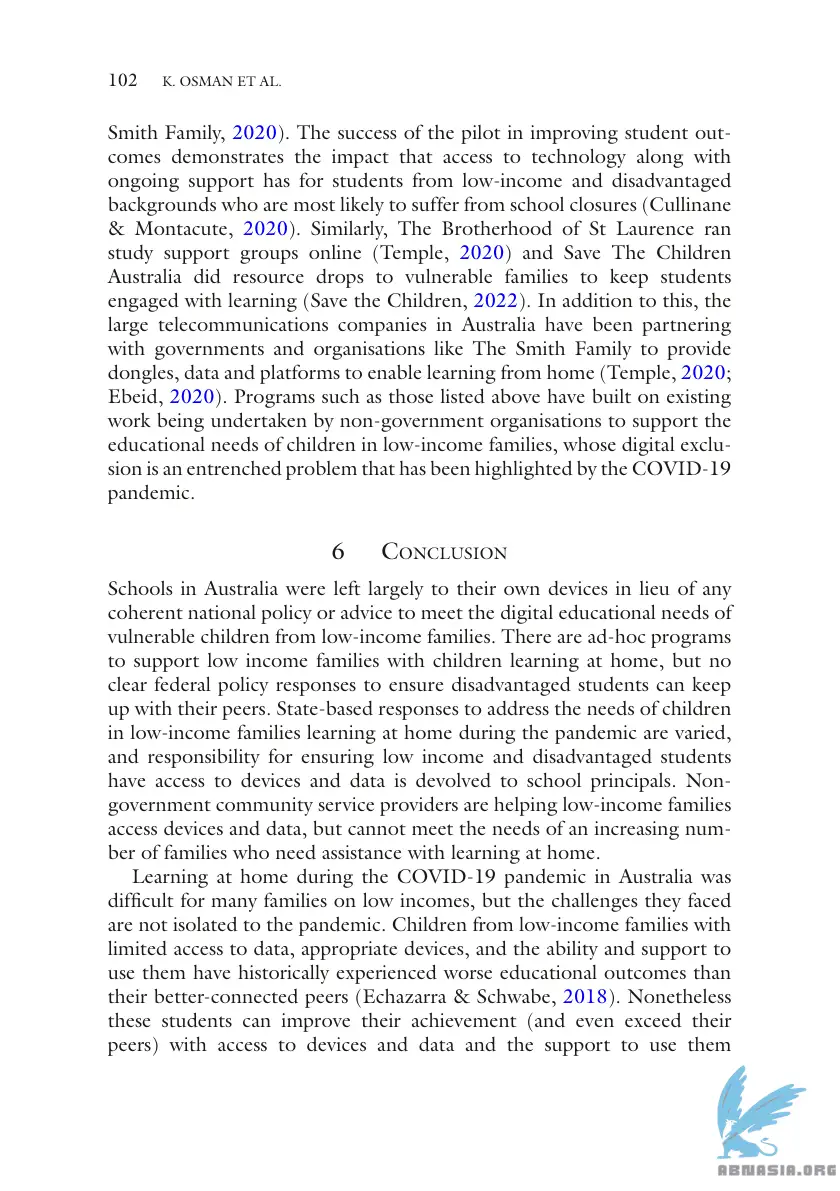 102 K. OSMAN ET AL.
Smith Family, 2020). The success of the pilot in improving student out-
comes demonstrates the impact that access to technology along with
ongoing support has for students from low-income and disadvantaged
backgrounds who are most likely to suffer from school closures (Cullinane
& Montacute, 2020). Similarly, The Brotherhood of St Laurence ran
study support groups online (Temple, 2020) and Save The Children
Australia did resource drops to vulnerable families to keep students
engaged with learning (Save the Children, 2022). In addition to this, the
large telecommunications companies in Australia have been partnering
with governments and organisations like The Smith Family to provide
dongles, data and platforms to enable learning from home (Temple, 2020;
Ebeid, 2020). Programs such as those listed above have built on existing
work being undertaken by non-government organisations to support the
educational needs of children in low-income families, whose digital exclu-
sion is an entrenched problem that has been highlighted by the COVID-19
pandemic.
6 CONCLUSION
Schools in Australia were left largely to their own devices in lieu of any
coherent national policy or advice to meet the digital educational needs of
vulnerable children from low-income families. There are ad-hoc programs
to support low income families with children learning at home, but no
clear federal policy responses to ensure disadvantaged students can keep
up with their peers. State-based responses to address the needs of children
in low-income families learning at home during the pandemic are varied,
and responsibility for ensuring low income and disadvantaged students
have access to devices and data is devolved to school principals. Non-
government community service providers are helping low-income families
access devices and data, but cannot meet the needs of an increasing num-
ber of families who need assistance with learning at home.
Learning at home during the COVID-19 pandemic in Australia was
difficult for many families on low incomes, but the challenges they faced
are not isolated to the pandemic. Children from low-income families with
limited access to data, appropriate devices, and the ability and support to
use them have historically experienced worse educational outcomes than
their better-connected peers (Echazarra & Schwabe, 2018). Nonetheless
these students can improve their achievement (and even exceed their
peers) with access to devices and data and the support to use them
ABNASIA.ORG